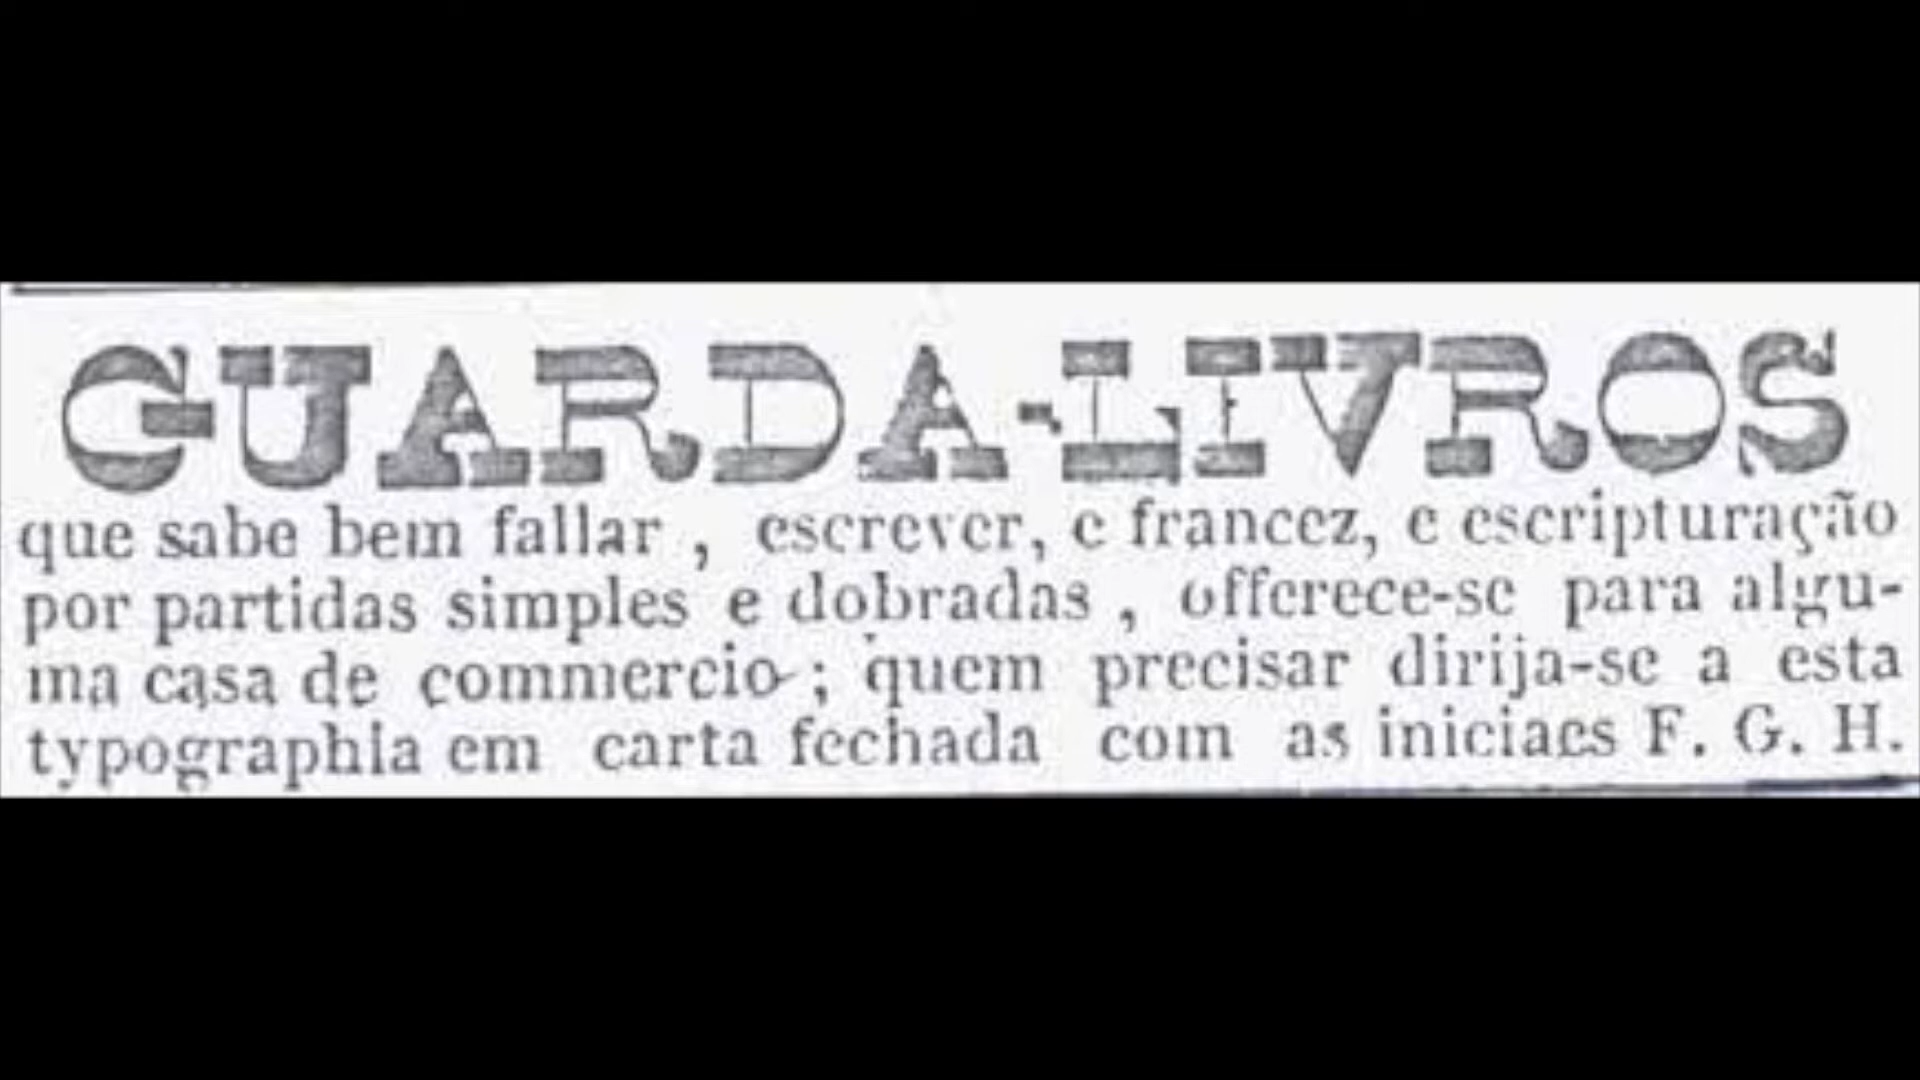 GUARDA-LIVROS
que sabe bem fallar, escrever, e francez, e escripturação
por partidas simples e dobradas, offerece-se para algu-
ma casa de commercio; quem precisar dirija-se a esta
typographia em carta fechada com as iniciaes F. G. H.